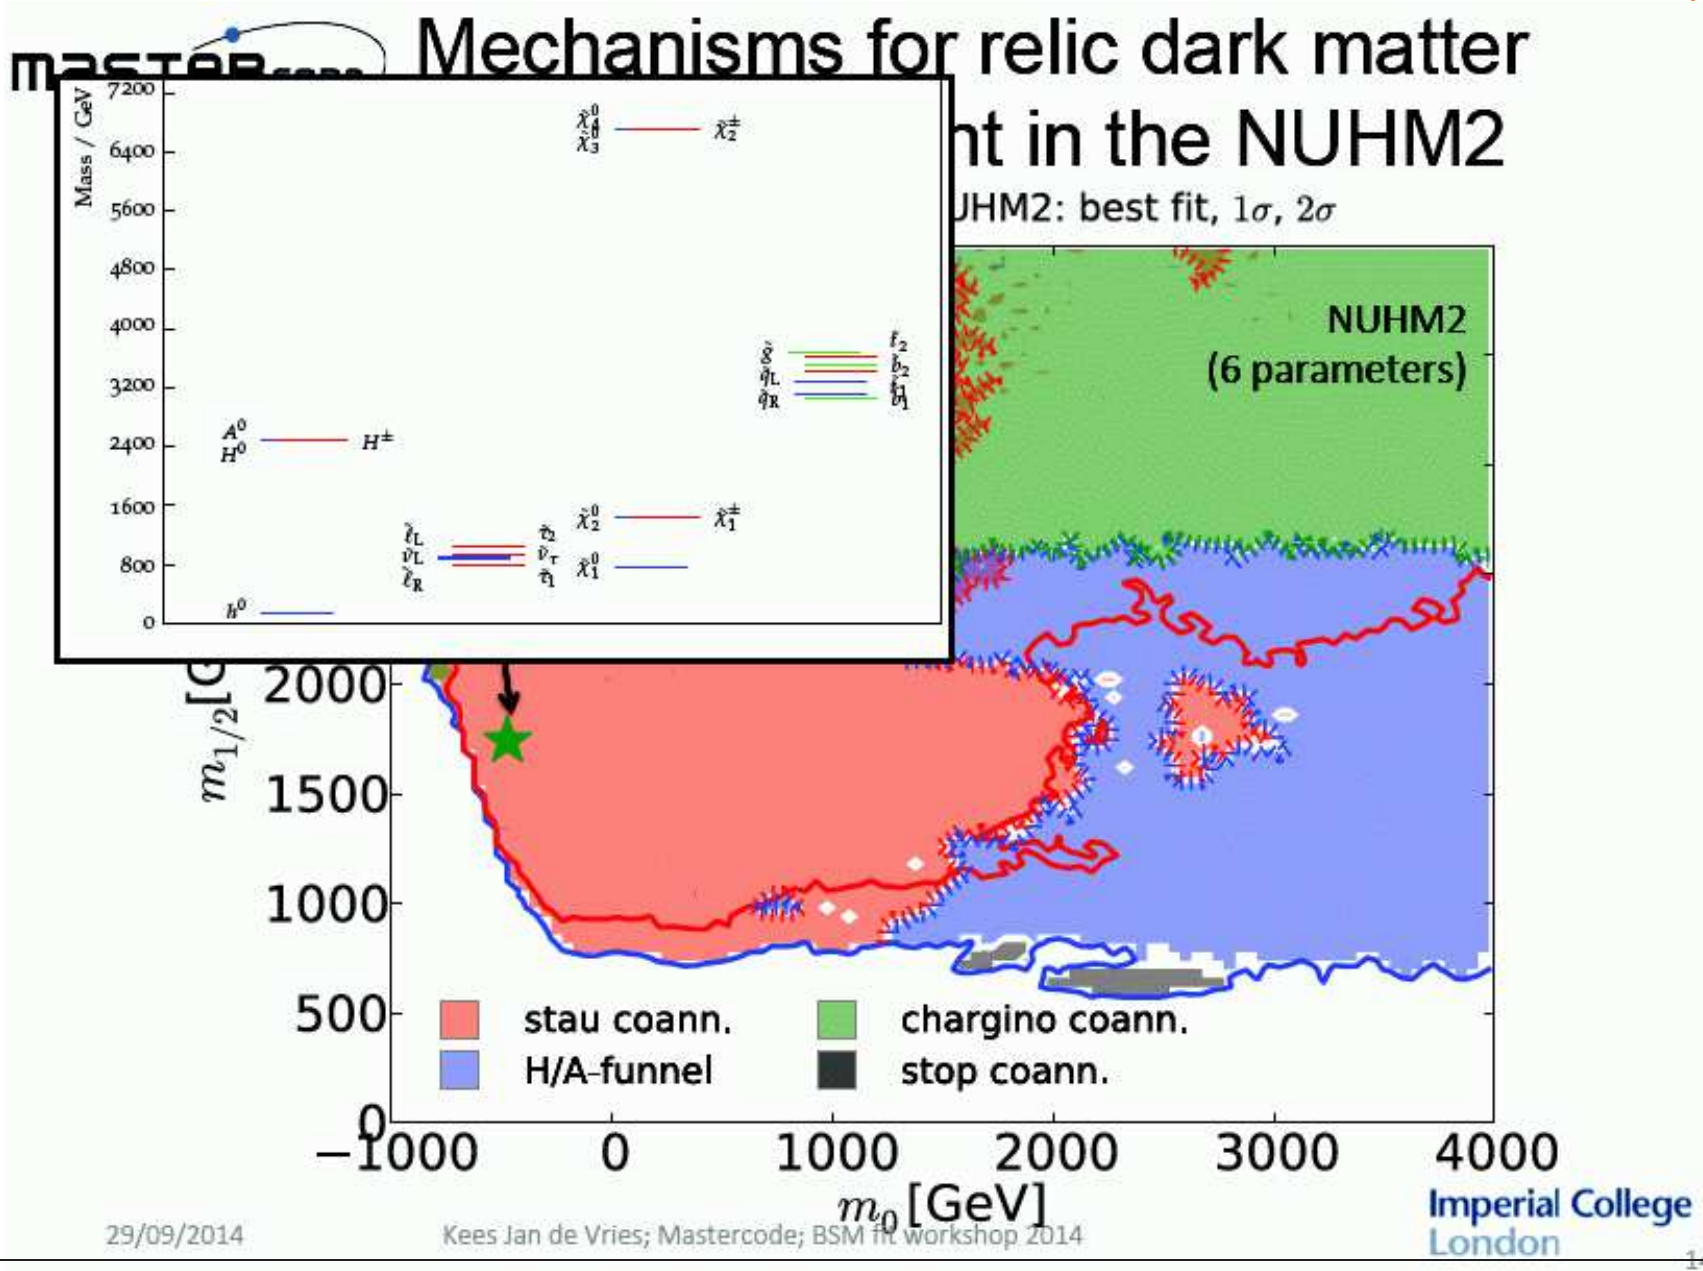 Mechanisms for relic dark matter
nt in the NUHM2
UHM2: best fit, 1σ, 2σ
Mass / GeV
7200
6400
5600
4800
4000
3200
2400
1600
800
0
χ̃⁰₄
χ̃⁰₃
χ̃±₂
g̃
q̃L
q̃R
t̃₂
b̃₂
t̃₁
b̃₁
A⁰
H⁰
H±
ℓ̃L
ν̃L
ℓ̃R
τ̃₂
ν̃τ
τ̃₁
χ̃⁰₂
χ̃±₁
χ̃⁰₁
h⁰
NUHM2
(6 parameters)
m₁/₂[G
2000
1500
1000
500
0
stau coann.
chargino coann.
H/A-funnel
stop coann.
−1000 0 1000 2000 3000 4000
m₀ [GeV]
29/09/2014
Kees Jan de Vries; Mastercode; BSM fit workshop 2014
Imperial College
London